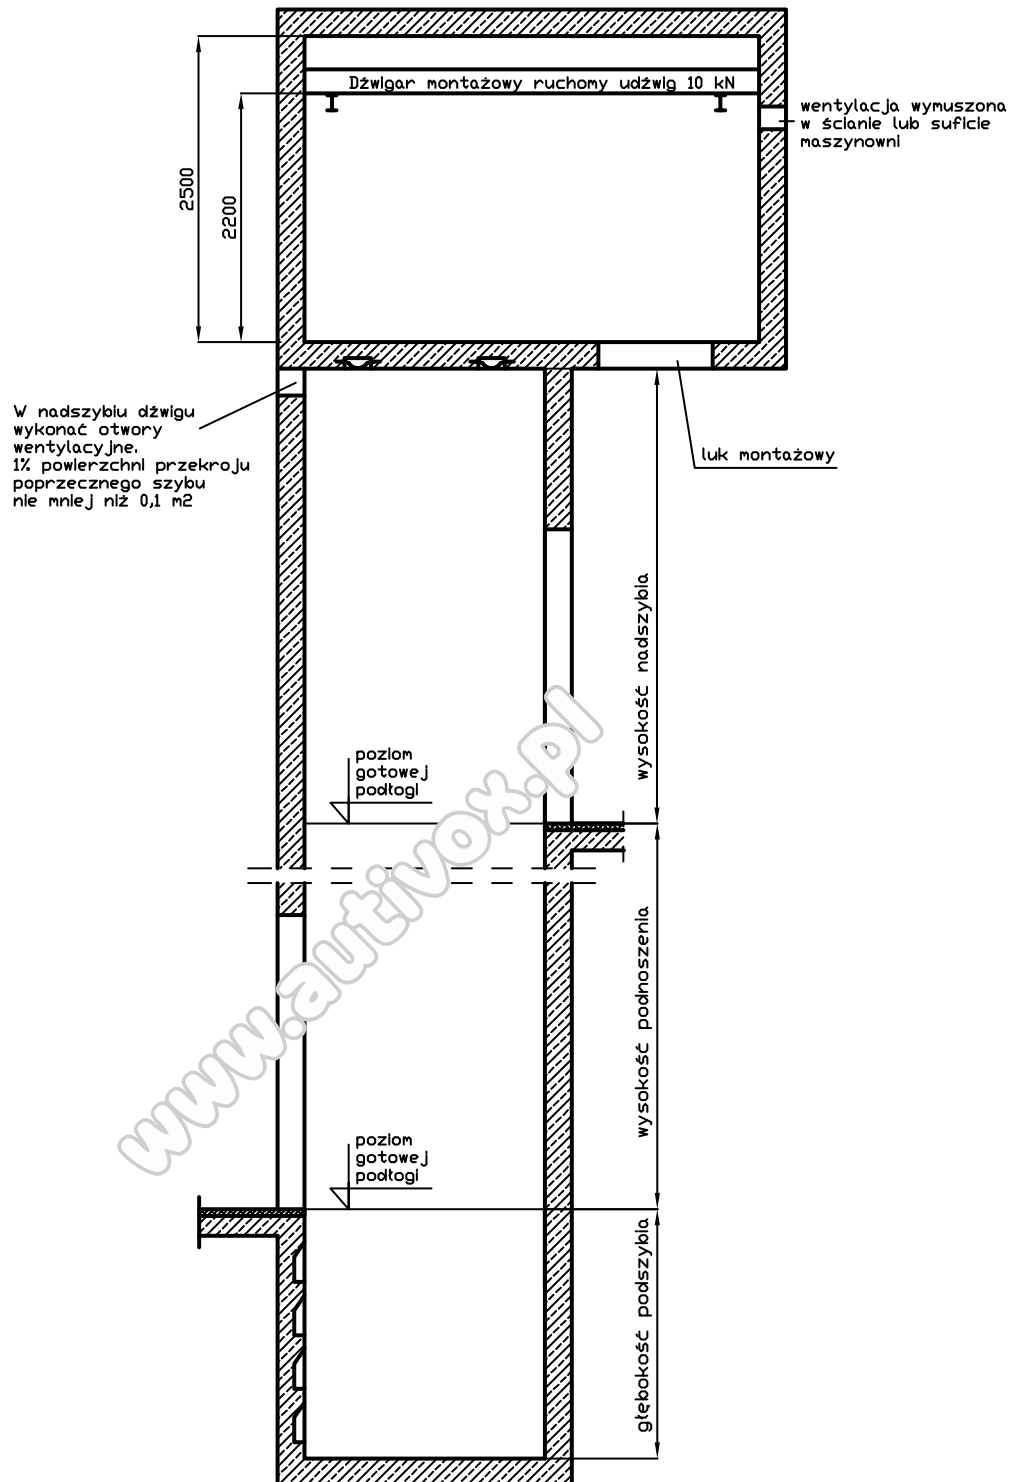 Dźwigar montażowy ruchomy udźwig 10 kN
wentylacja wymuszona
w ścianie lub suficie
maszynowni
2500
2200
W nadszybiu dźwigu
wykonać otwory
wentylacyjne.
1% powierzchni przekroju
poprzecznego szybu
nie mniej niż 0,1 m2
luk montażowy
wysokość nadszybia
poziom
gotowej
podłogi
wysokość podnoszenia
www.autivox.pl
poziom
gotowej
podłogi
głębokość podszybia